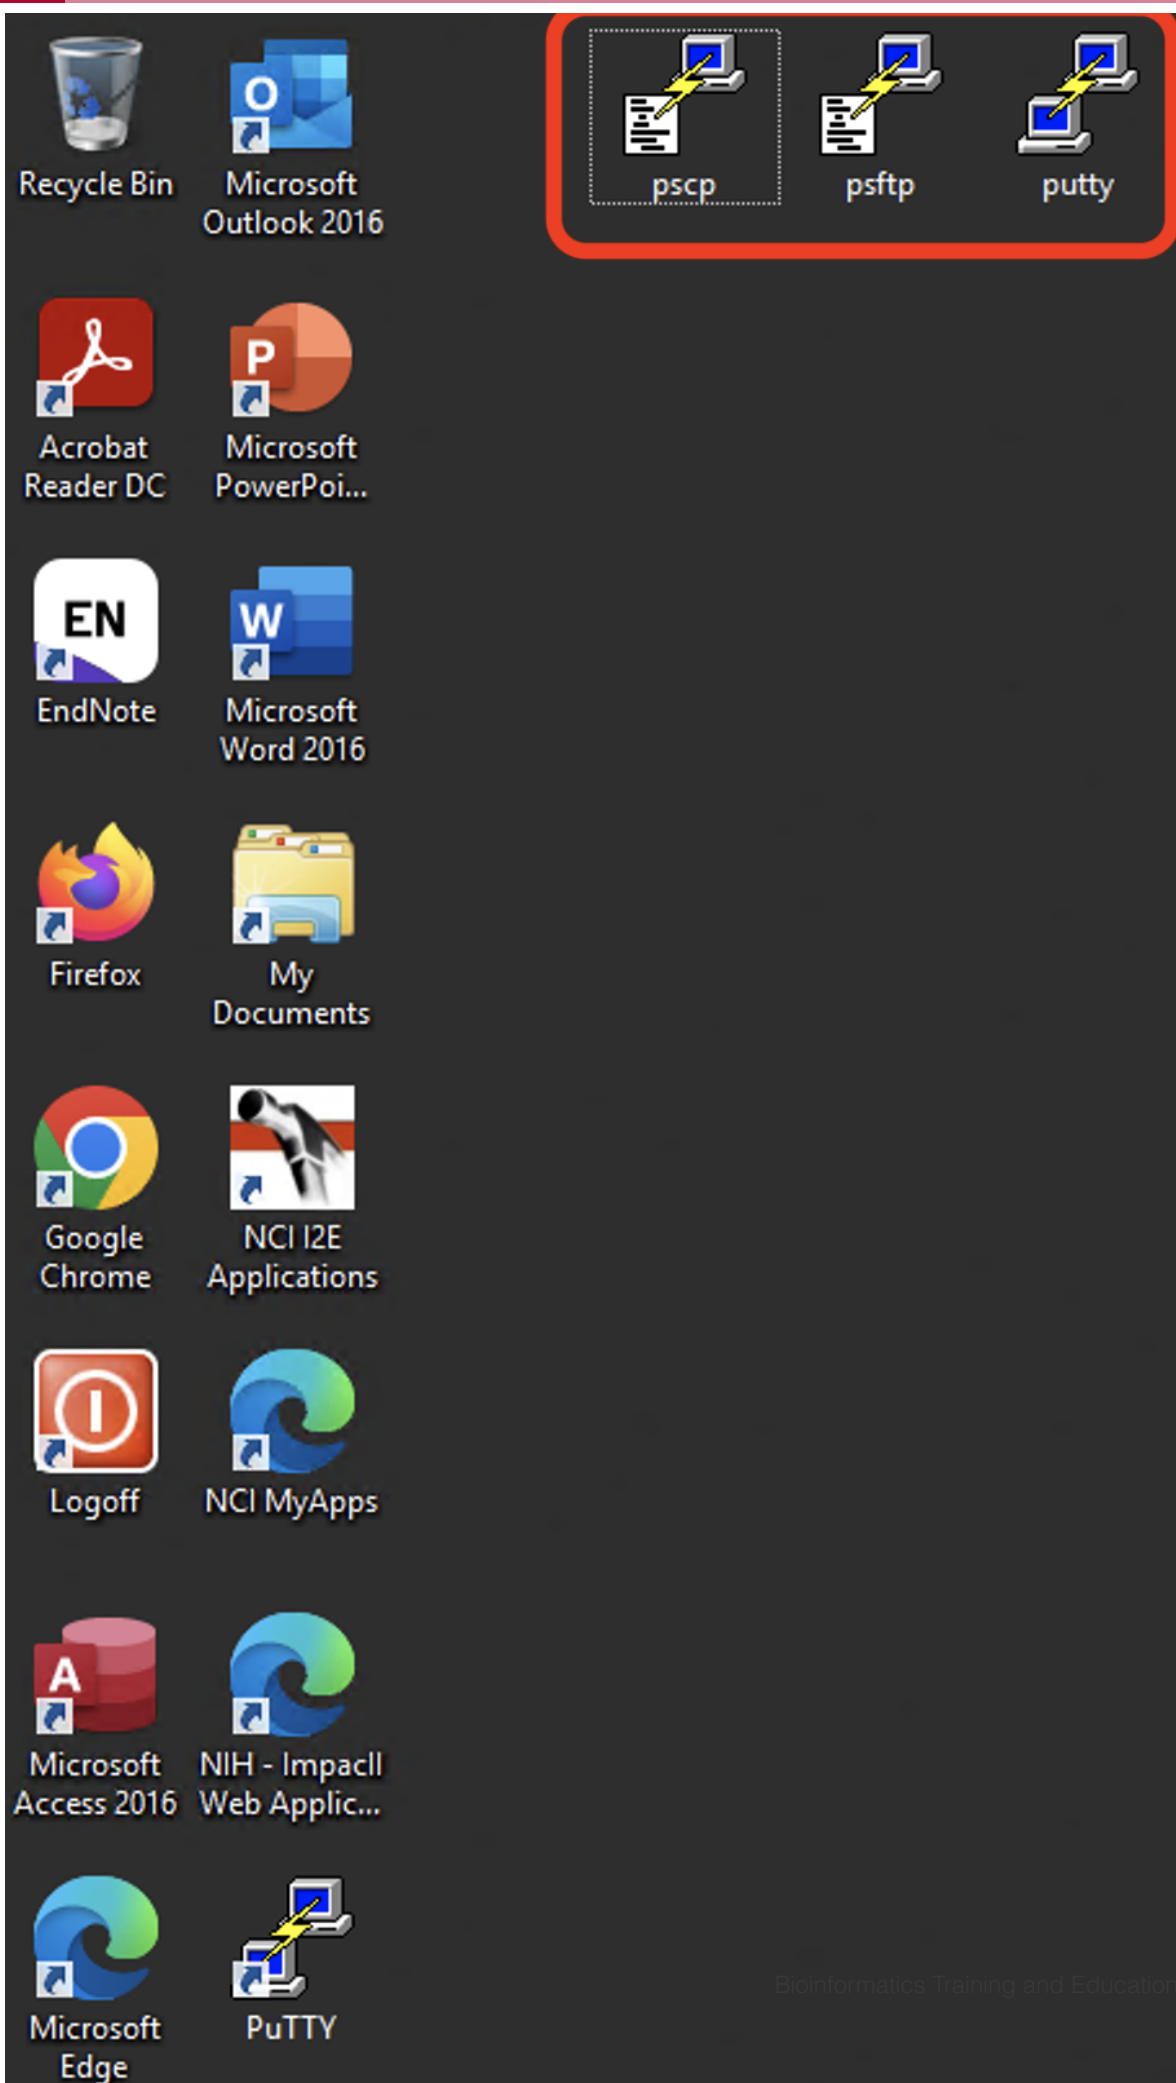 Recycle Bin
Microsoft
Outlook 2016
pscp
psftp
putty
Acrobat
Reader DC
Microsoft
PowerPoi...
EN
EndNote
W
Microsoft
Word 2016
Firefox
My
Documents
Google
Chrome
NCI I2E
Applications
Logoff
NCI MyApps
A
Microsoft
Access 2016
NIH - ImpacII
Web Applic...
Microsoft
Edge
PuTTY
O
P
Bioinformatics Training and Education